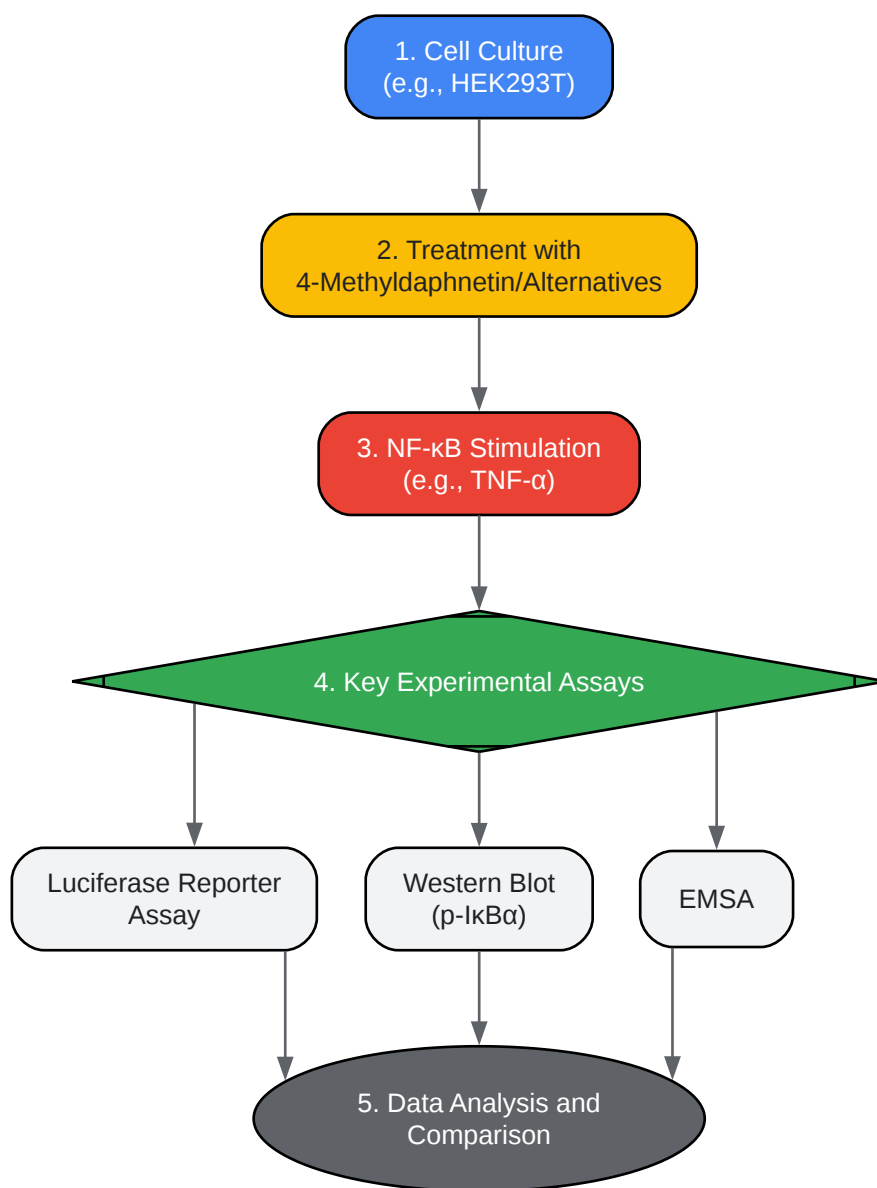 1. Cell Culture
(e.g., HEK293T)
2. Treatment with
4-Methyldaphnetin/Alternatives
3. NF-κB Stimulation
(e.g., TNF-α)
4. Key Experimental Assays
Luciferase Reporter
Assay
Western Blot
(p-IκBα)
EMSA
5. Data Analysis and
Comparison